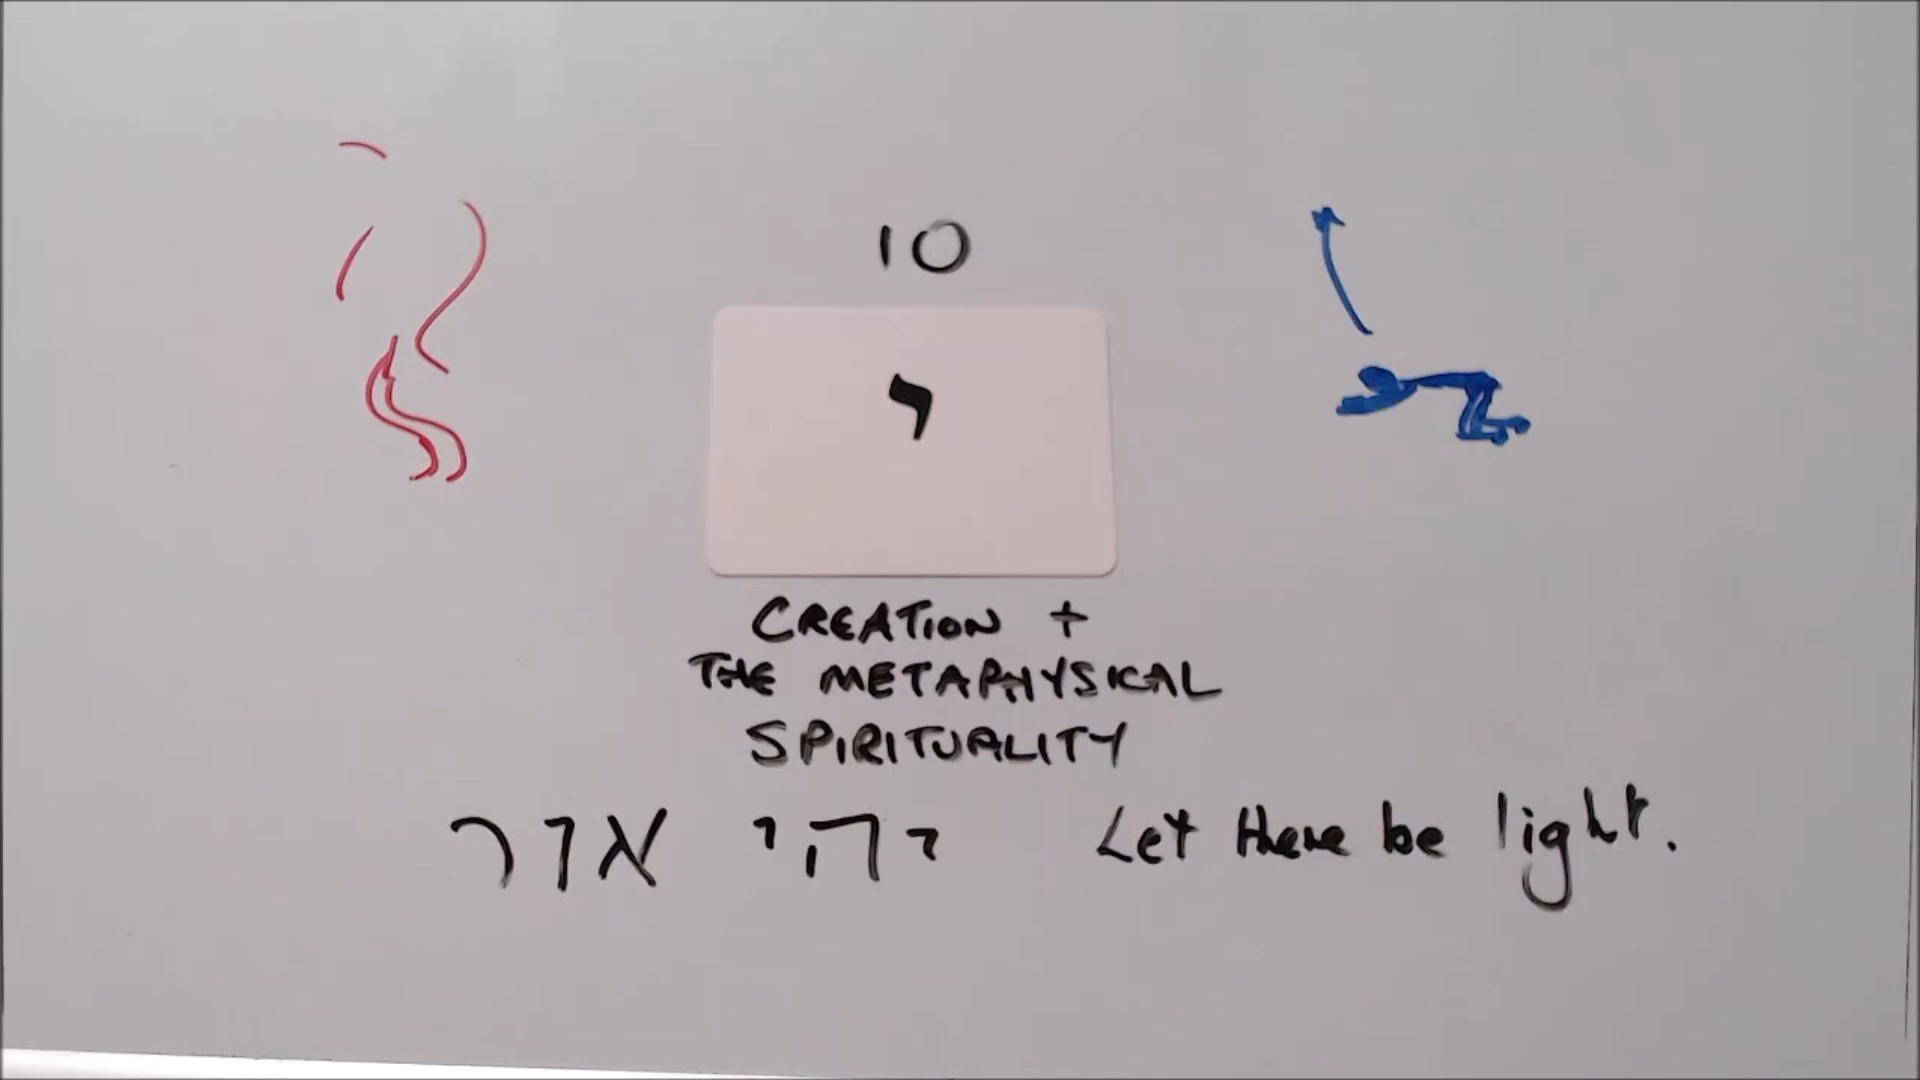 10
י
CREATION +
THE METAPHYSICAL
SPIRITUALITY
יהי אור Let there be light.